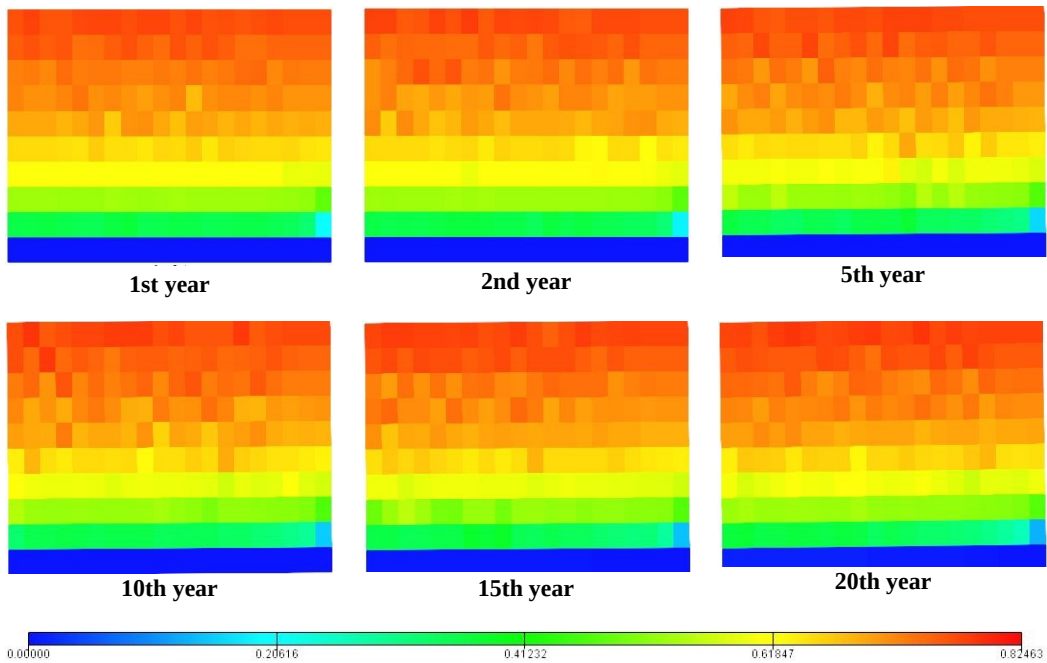 1st year
2nd year
5th year
10th year
15th year
20th year
0.00000 0.20616 0.41232 0.61847 0.82463